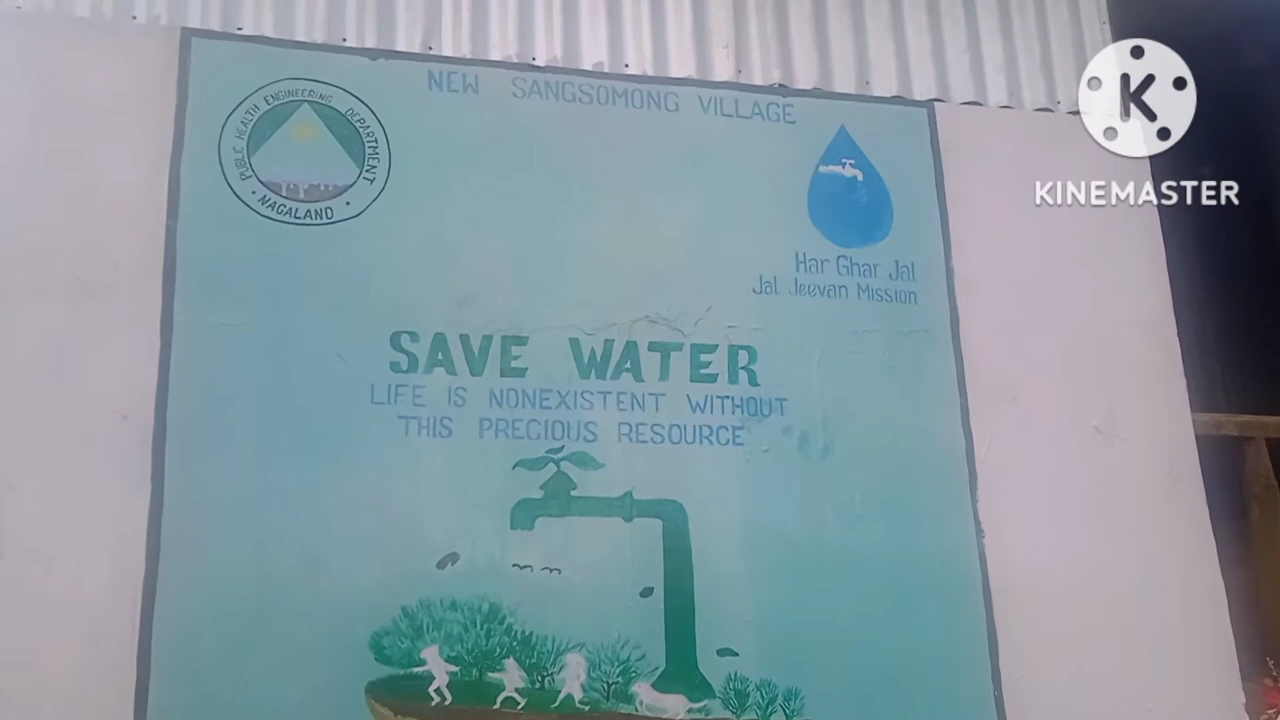 NEW SANGSOMONG VILLAGE
PUBLIC HEALTH ENGINEERING DEPARTMENT
• NAGALAND •
Har Ghar Jal
Jal Jeevan Mission
SAVE WATER
LIFE IS NONEXISTENT WITHOUT
THIS PRECIOUS RESOURCE
K
KINEMASTER